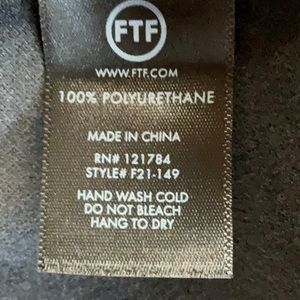 FTF
WWW.FTF.COM
100% POLYURETHANE
MADE IN CHINA
RN# 121784
STYLE# F21-149
HAND WASH COLD
DO NOT BLEACH
HANG TO DRY